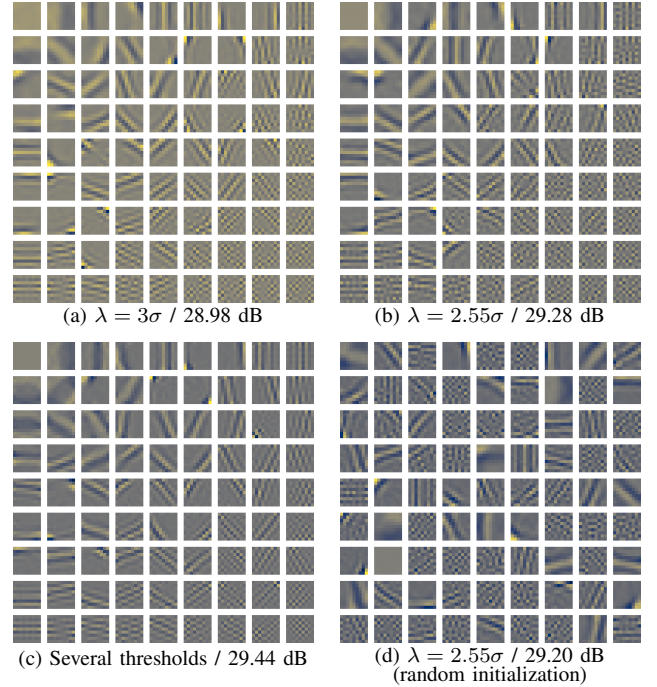 (a) λ = 3σ / 28.98 dB
(b) λ = 2.55σ / 29.28 dB
(c) Several thresholds / 29.44 dB
(d) λ = 2.55σ / 29.20 dB
(random initialization)